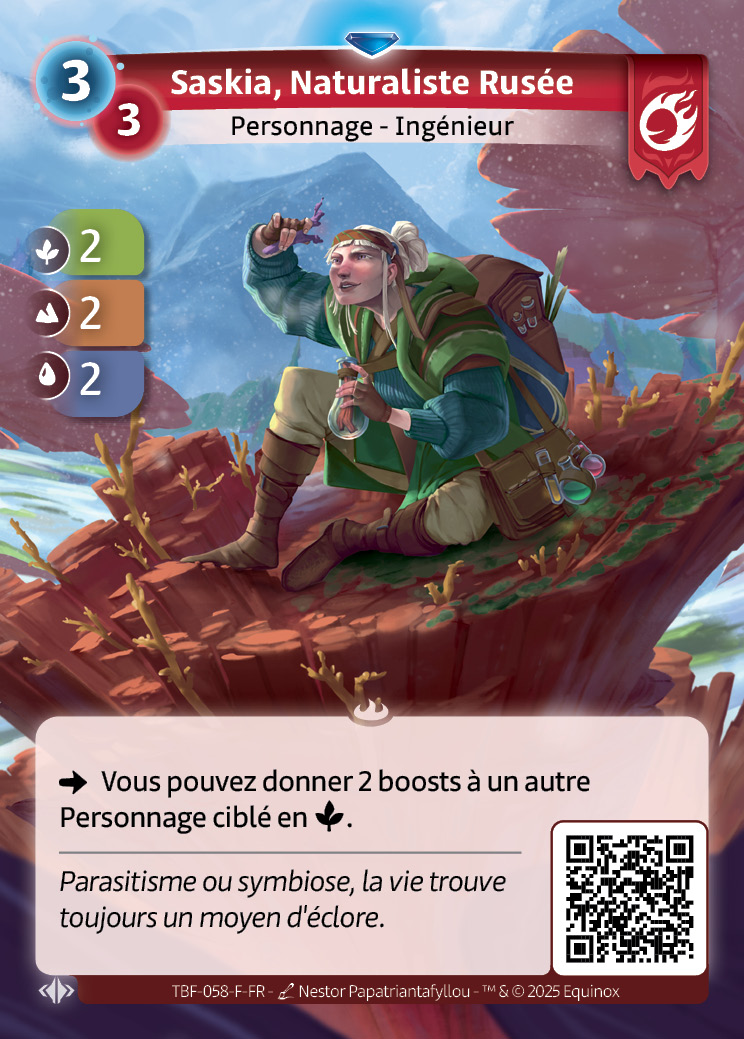 3
Saskia, Naturaliste Rusée
3
Personnage - Ingénieur
2
2
2
Vous pouvez donner 2 boosts à un autre
Personnage ciblé en .
Parasitisme ou symbiose, la vie trouve
toujours un moyen d'éclore.
TBF-058-F-FR - Nestor Papatriantafyllou - ™ & © 2025 Equinox